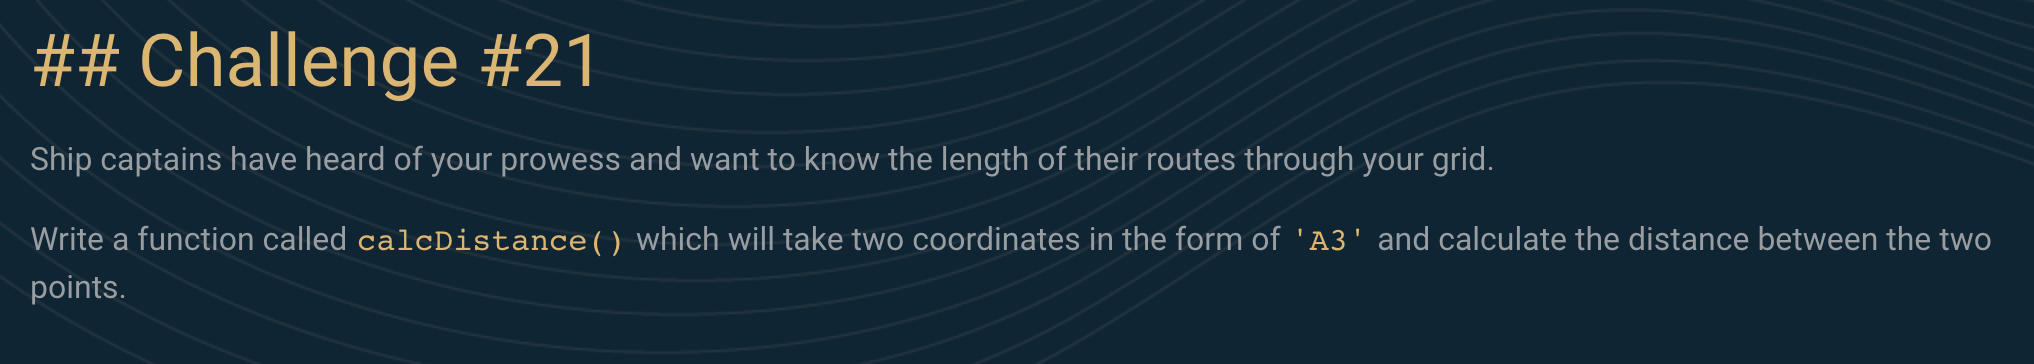 ## Challenge #21
Ship captains have heard of your prowess and want to know the length of their routes through your grid.
Write a function called calcDistance() which will take two coordinates in the form of 'A3' and calculate the distance between the two
points.